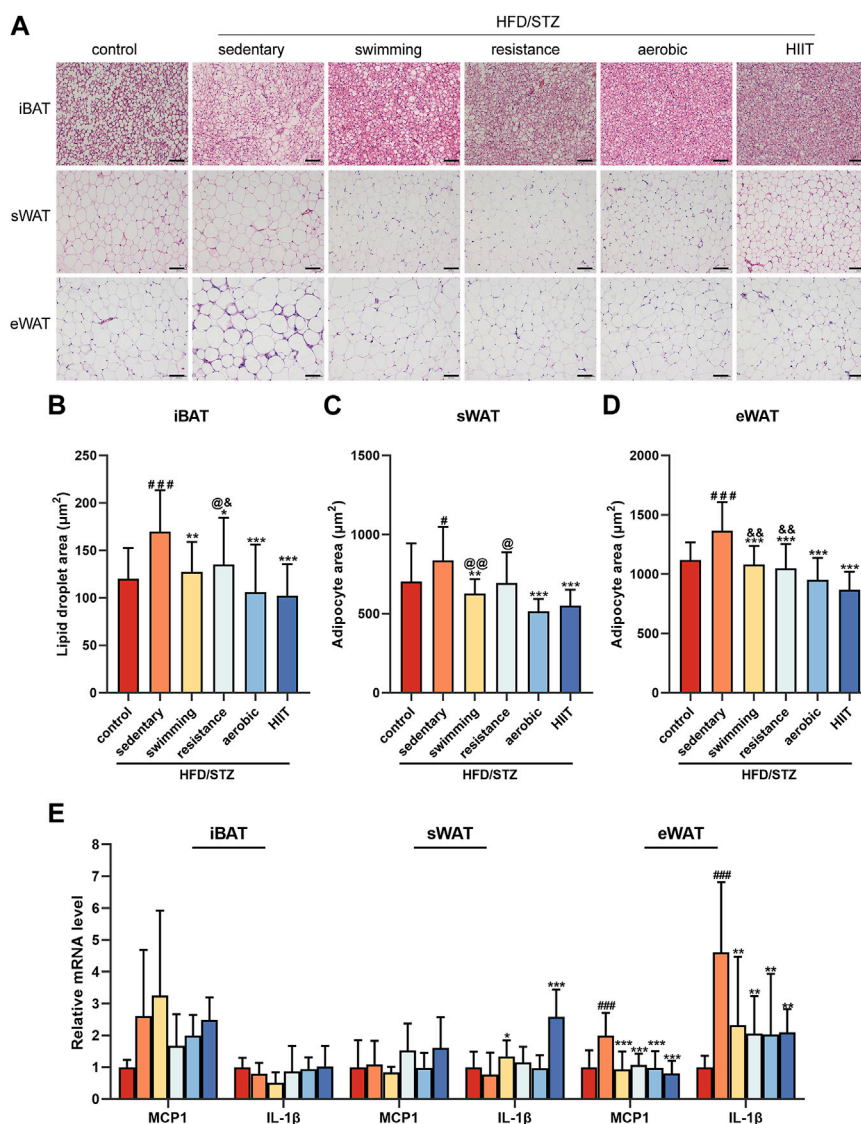 A
HFD/STZ
control sedentary swimming resistance aerobic HIIT
iBAT
sWAT
eWAT
B iBAT
Lipid droplet area (μm²)
250
200
150
100
50
0
###
**
@&
*
***
***
control sedentary swimming resistance aerobic HIIT
HFD/STZ
C sWAT
Adipocyte area (μm²)
1500
1000
500
0
#
@@
**
@
***
***
control sedentary swimming resistance aerobic HIIT
HFD/STZ
D eWAT
Adipocyte area (μm²)
2000
1500
1000
500
0
###
&&
***
&&
***
***
***
control sedentary swimming resistance aerobic HIIT
HFD/STZ
E
iBAT sWAT eWAT
Relative mRNA level
8
7
6
5
4
3
2
1
0
*
***
###
***
***
***
***
###
**
**
**
**
MCP1 IL-1β MCP1 IL-1β MCP1 IL-1β